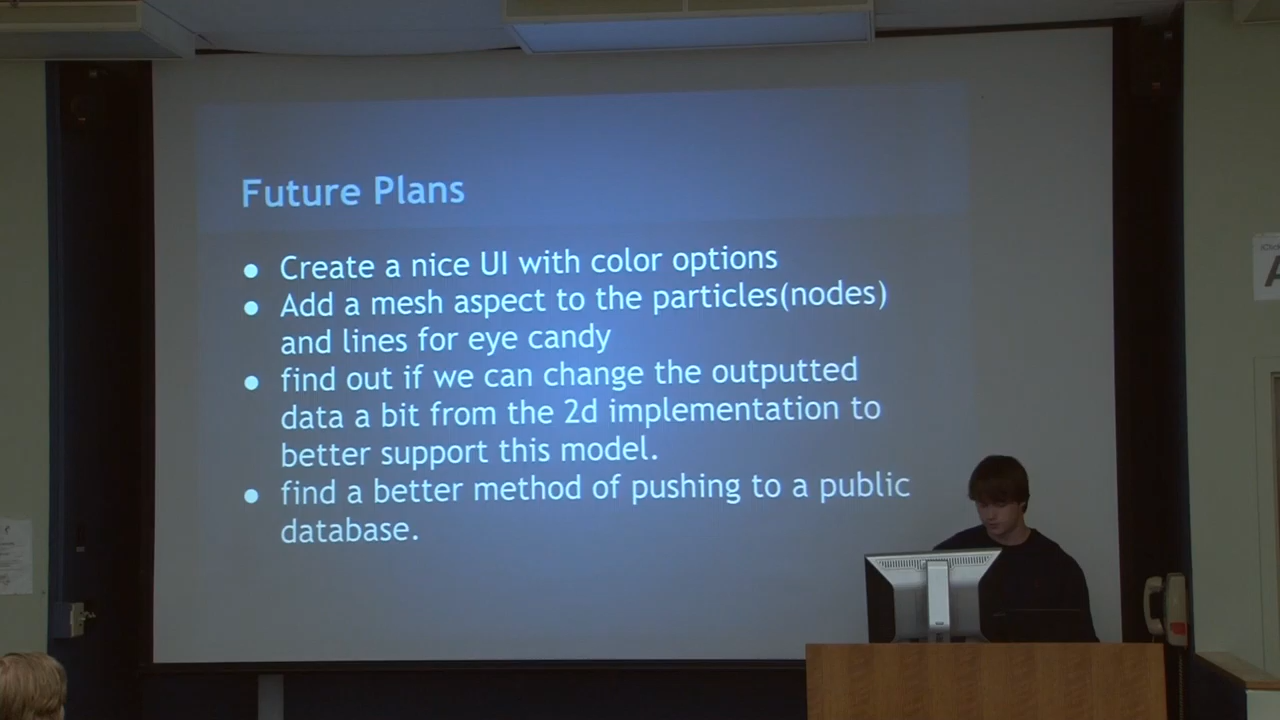 Future Plans
● Create a nice UI with color options
● Add a mesh aspect to the particles(nodes)
and lines for eye candy
● find out if we can change the outputted
data a bit from the 2d implementation to
better support this model.
● find a better method of pushing to a public
database.